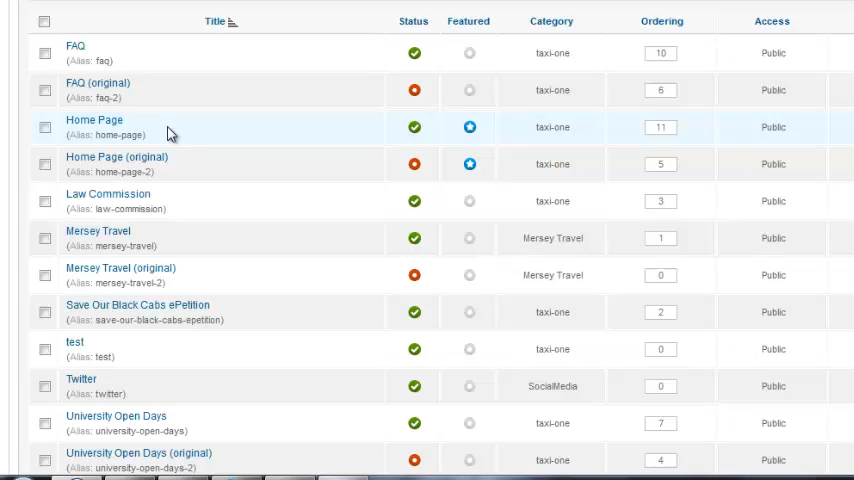 Title Status Featured Category Ordering Access
FAQ
(Alias: faq) taxi-one 10 Public
FAQ (original)
(Alias: faq-2) taxi-one 6 Public
Home Page
(Alias: home-page) taxi-one 11 Public
Home Page (original)
(Alias: home-page-2) taxi-one 5 Public
Law Commission
(Alias: law-commission) taxi-one 3 Public
Mersey Travel
(Alias: mersey-travel) Mersey Travel 1 Public
Mersey Travel (original)
(Alias: mersey-travel-2) Mersey Travel 0 Public
Save Our Black Cabs ePetition
(Alias: save-our-black-cabs-epetition) taxi-one 2 Public
test
(Alias: test) taxi-one 0 Public
Twitter
(Alias: twitter) SocialMedia 0 Public
University Open Days
(Alias: university-open-days) taxi-one 7 Public
University Open Days (original)
(Alias: university-open-days-2) taxi-one 4 Public